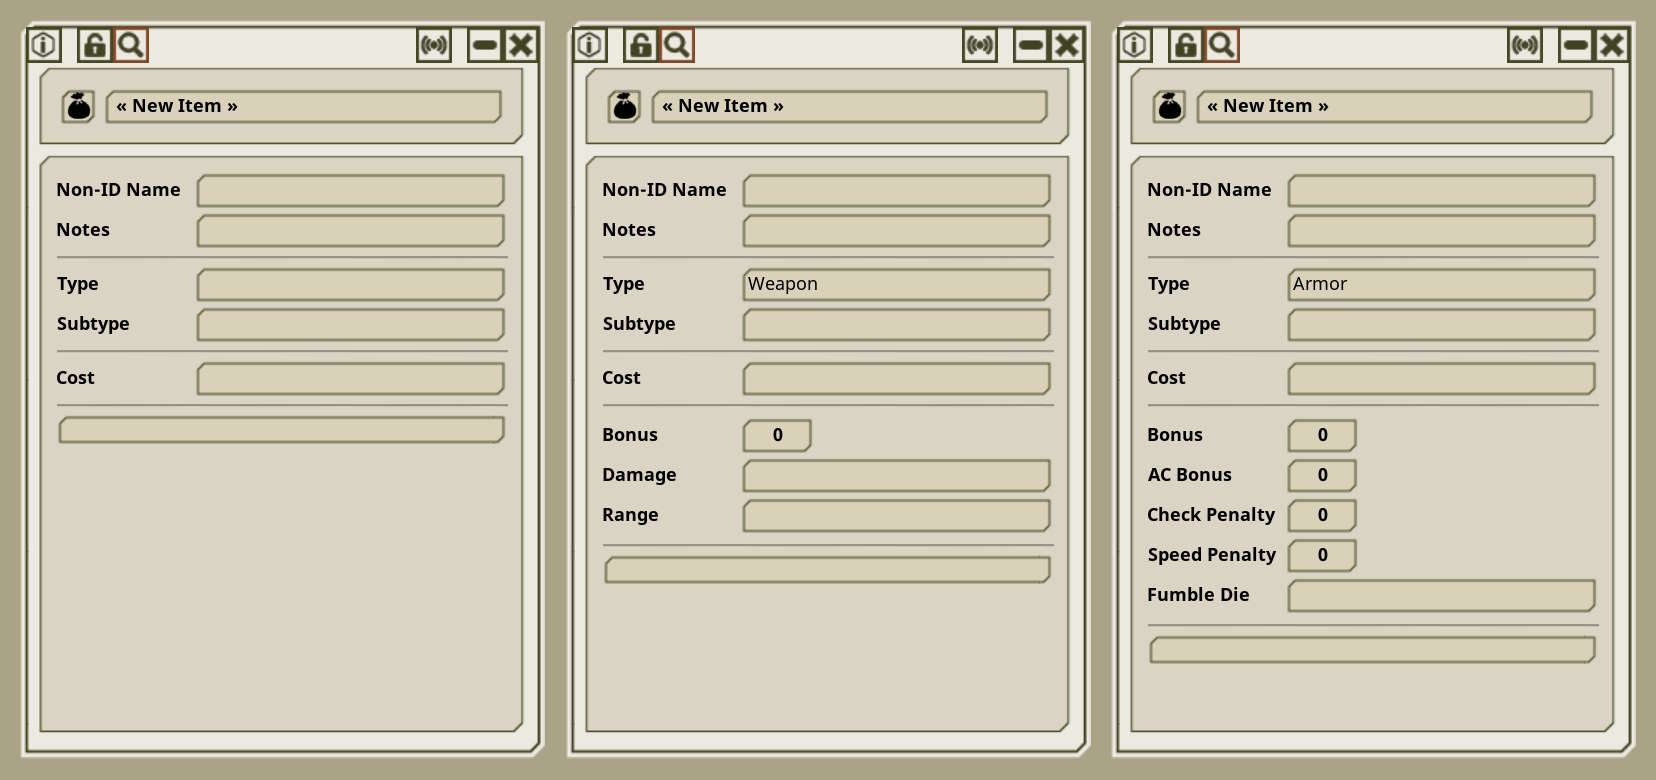 « New Item »
Non-ID Name
Notes
Type
Subtype
Cost
« New Item »
Non-ID Name
Notes
Type Weapon
Subtype
Cost
Bonus 0
Damage
Range
« New Item »
Non-ID Name
Notes
Type Armor
Subtype
Cost
Bonus 0
AC Bonus 0
Check Penalty 0
Speed Penalty 0
Fumble Die